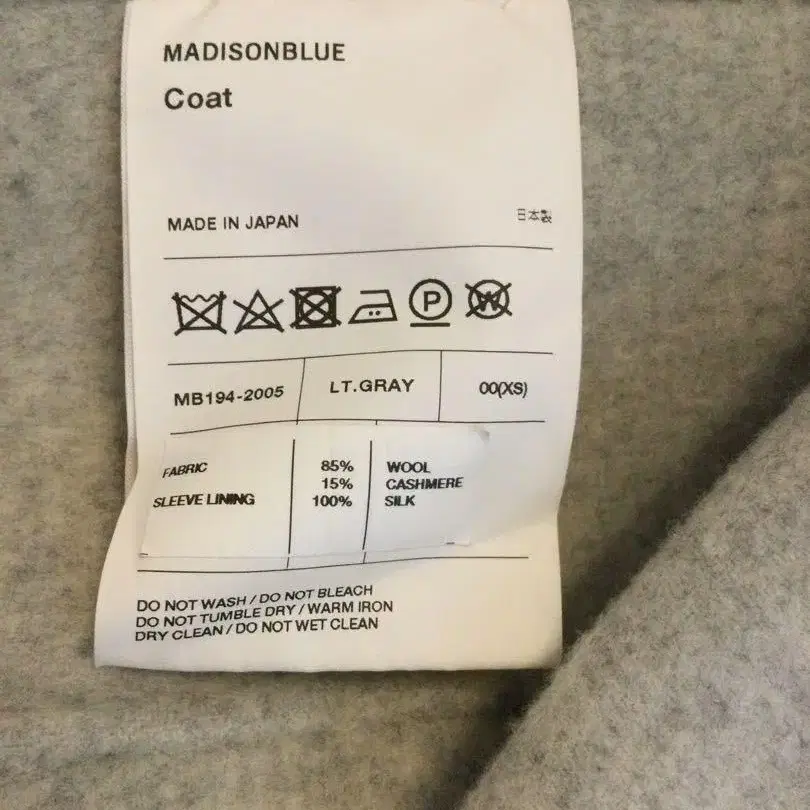 MADISONBLUE
Coat
MADE IN JAPAN 日本製
P W
MB194-2005 LT.GRAY 00(XS)
FABRIC 85% WOOL
15% CASHMERE
SLEEVE LINING 100% SILK
DO NOT WASH / DO NOT BLEACH
DO NOT TUMBLE DRY / WARM IRON
DRY CLEAN / DO NOT WET CLEAN